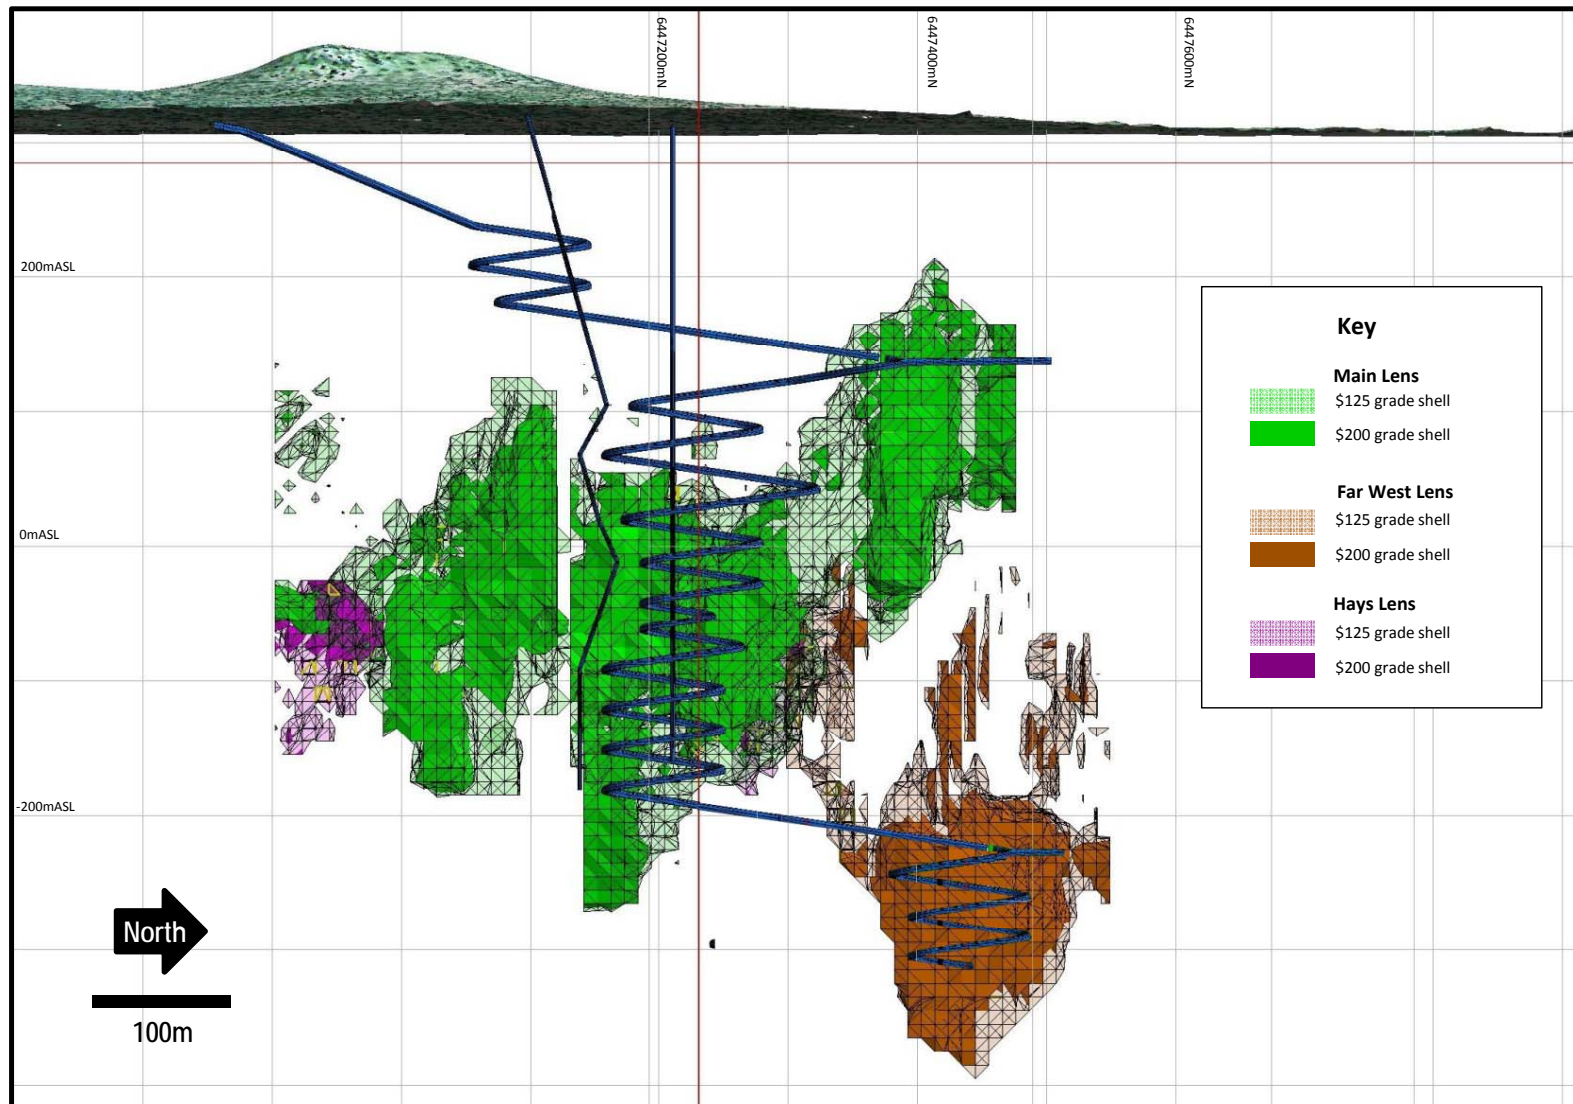 6447200mN
6447400mN
6447600mN
200mASL
0mASL
-200mASL
Key
Main Lens
$125 grade shell
$200 grade shell
Far West Lens
$125 grade shell
$200 grade shell
Hays Lens
$125 grade shell
$200 grade shell
North
100m